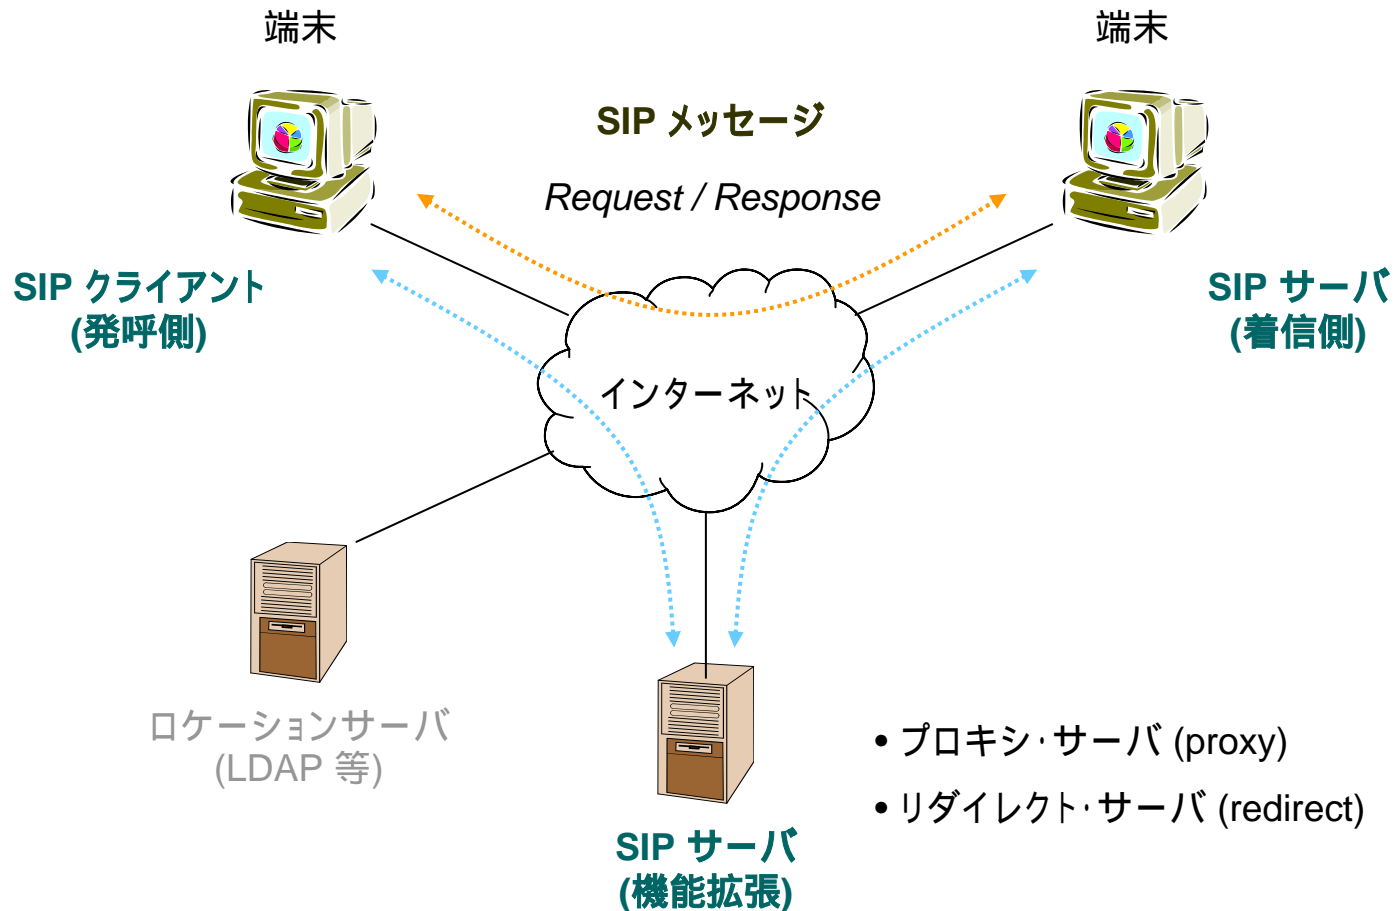 端末
端末
SIP メッセージ
Request / Response
SIP クライアント
(発呼側)
SIP サーバ
(着信側)
インターネット
ロケーションサーバ
(LDAP 等)
• プロキシ・サーバ (proxy)
• リダイレクト・サーバ (redirect)
SIP サーバ
(機能拡張)